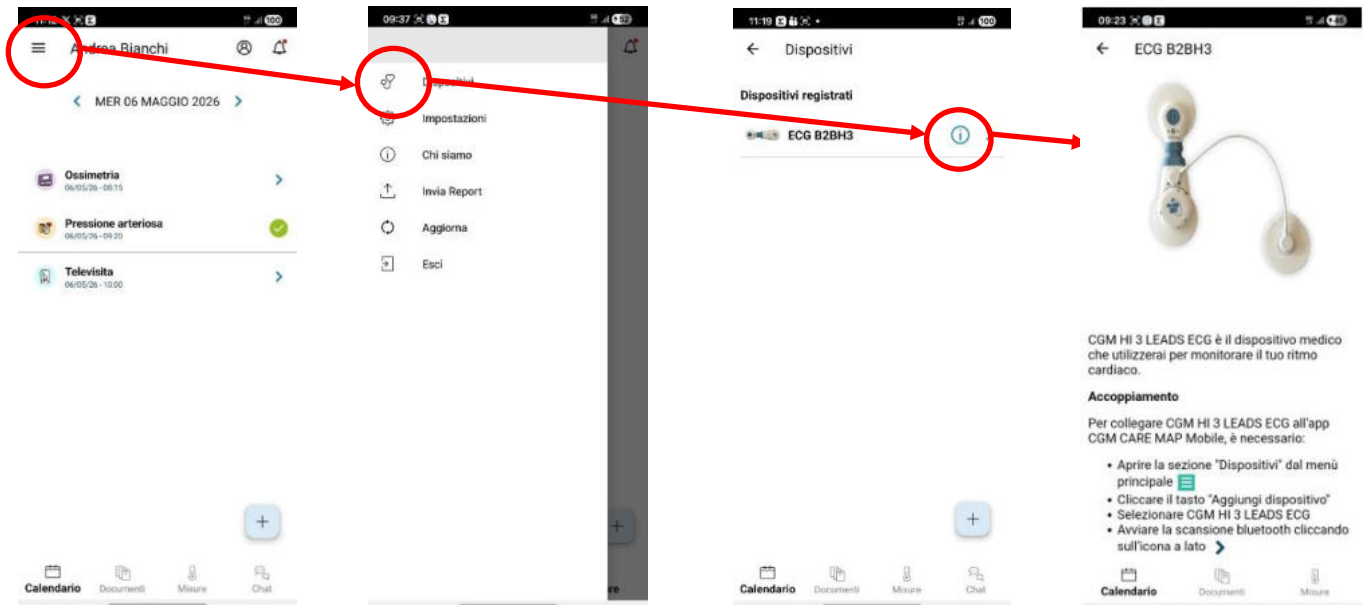 11:12
100
Andrea Bianchi
MER 06 MAGGIO 2026
Ossimetria
06/05/26 - 08:15
Pressione arteriosa
06/05/26 - 09:20
Televisita
06/05/26 - 10:00
+
Calendario Documenti Misure Chat
09:37
52
Dispositivi
Impostazioni
Chi siamo
Invia Report
Aggiorna
Esci
+
re
11:19
100
Dispositivi
Dispositivi registrati
ECG B2BH3
+
Calendario Documenti Misure Chat
09:23
ECG B2BH3
CGM HI 3 LEADS ECG è il dispositivo medico
che utilizzerai per monitorare il tuo ritmo
cardiaco.
Accoppiamento
Per collegare CGM HI 3 LEADS ECG all'app
CGM CARE MAP Mobile, è necessario:
• Aprire la sezione "Dispositivi" dal menù
principale
• Cliccare il tasto "Aggiungi dispositivo"
• Selezionare CGM HI 3 LEADS ECG
• Avviare la scansione bluetooth cliccando
sull'icona a lato
Calendario Documenti Misure